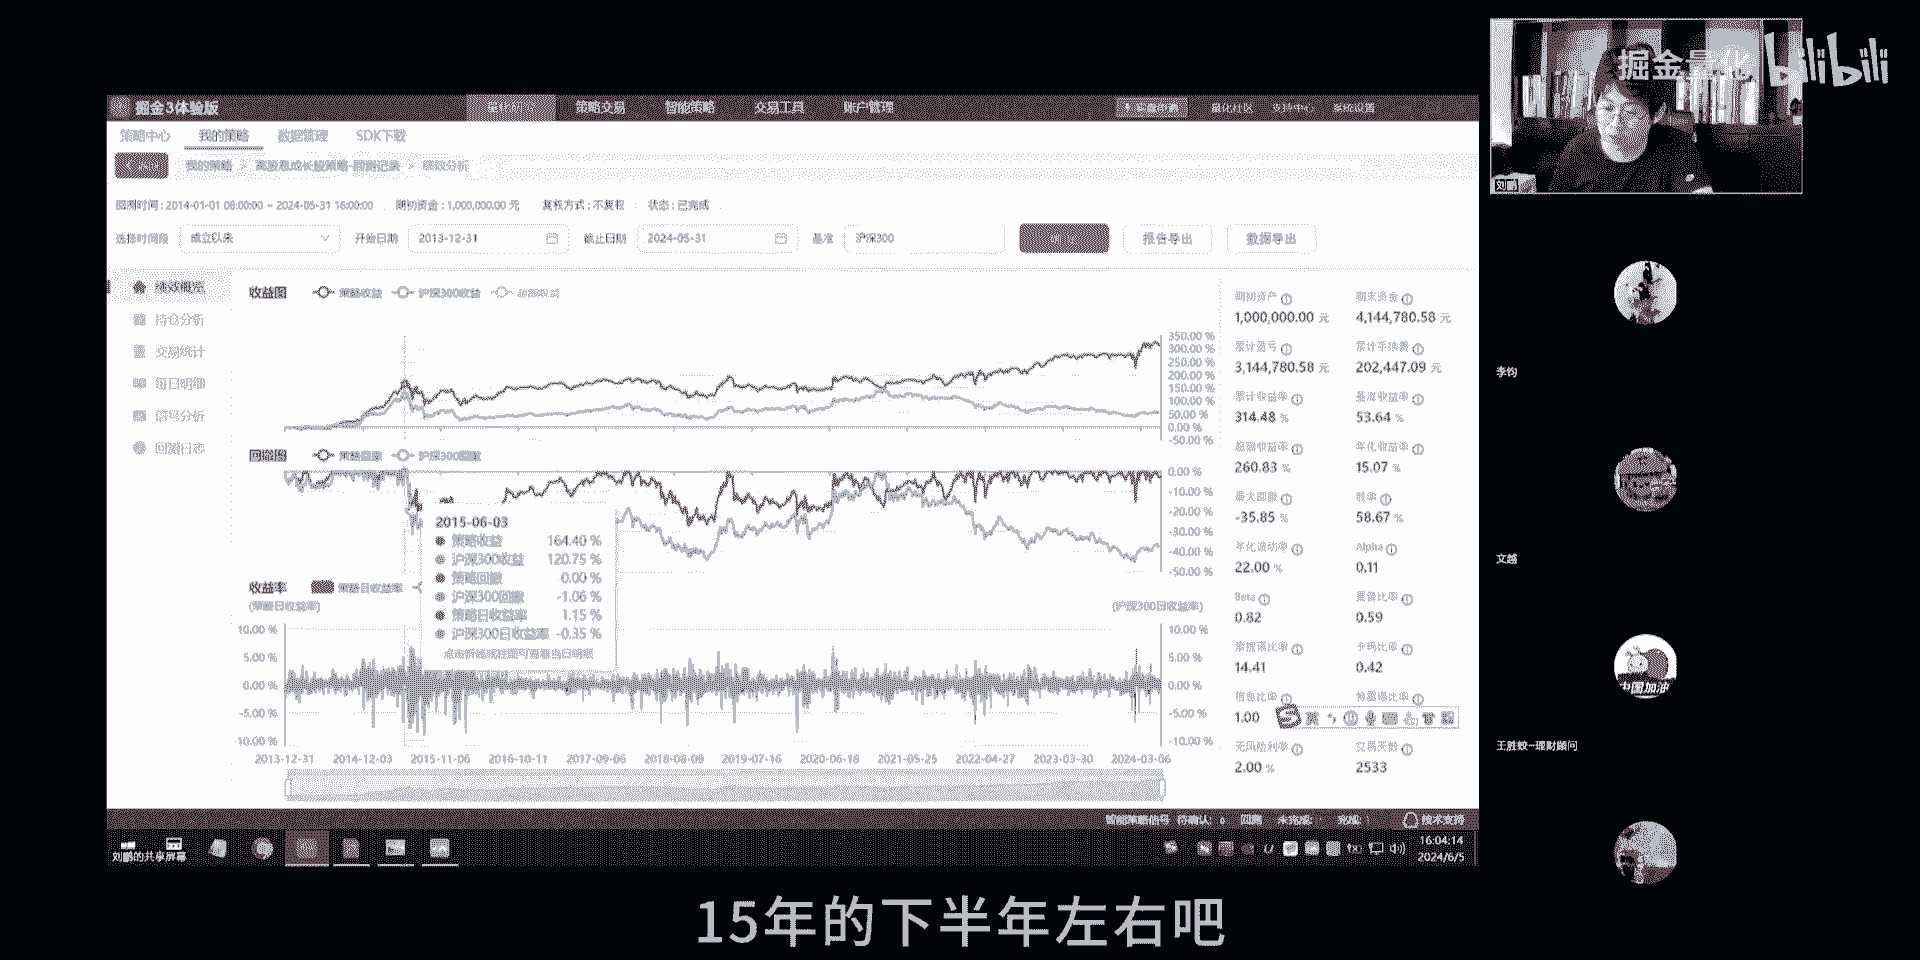 掘金量化 bilibili
掘金3体验版 量化研究 策略交易 智能策略 交易工具 账户管理 量化社区 支持中心 系统设置
策略中心 我的策略 数据管理 SDK下载
我的策略 > 高股息成长股策略-回测记录 > 绩效分析
回测时间：2014-01-01 08:00:00 ~ 2024-05-31 16:00:00 期初资金：1,000,000.00 元 复权方式：不复权 状态：已完成
选择时间段 成立以来 开始日期 2013-12-31 截止日期 2024-05-31 基准 沪深300 报告导出 数据导出
绩效概览
持仓分析
交易统计
每日明细
信号分析
回测日志
收益图 策略收益 沪深300收益 超额收益
350.00 %
300.00 %
250.00 %
200.00 %
150.00 %
100.00 %
50.00 %
0.00 %
-50.00 %
回撤图 策略回撤 沪深300回撤
0.00 %
-10.00 %
-20.00 %
-30.00 %
-40.00 %
-50.00 %
2015-06-03
策略收益 164.40 %
沪深300收益 120.75 %
策略回撤 0.00 %
沪深300回撤 -1.06 %
策略日收益率 1.15 %
沪深300日收益率 -0.35 %
点击折线或柱图可查看当日明细
收益率 策略日收益率
(策略日收益率) (沪深300日收益率)
10.00 % 10.00 %
5.00 % 5.00 %
0.00 % 0.00 %
-5.00 % -5.00 %
-10.00 % -10.00 %
2013-12-31 2014-12-03 2015-11-06 2016-10-11 2017-09-06 2018-08-09 2019-07-16 2020-06-18 2021-05-25 2022-04-27 2023-03-30 2024-03-06
期初资产 期末资金
1,000,000.00 元 4,144,780.58 元
累计盈亏 累计手续费
3,144,780.58 元 202,447.09 元
累计收益率 基准收益率
314.48 % 53.64 %
超额收益率 年化收益率
260.83 % 15.07 %
最大回撤 胜率
-35.85 % 58.67 %
年化波动率 Alpha
22.00 % 0.11
Beta 夏普比率
0.82 0.59
索提诺比率 卡玛比率
14.41 0.42
信息比率 特雷诺比率
1.00 英
无风险利率 交易天数
2.00 % 2533
智能策略信号 待确认：0 回测 未完成： 完成：1 技术支持
刘鹏的共享屏幕
16:04:14
2024/6/5
刘鹏
李钧
文越
中国加油
王胜蛟-理财顾问
15年的下半年左右吧